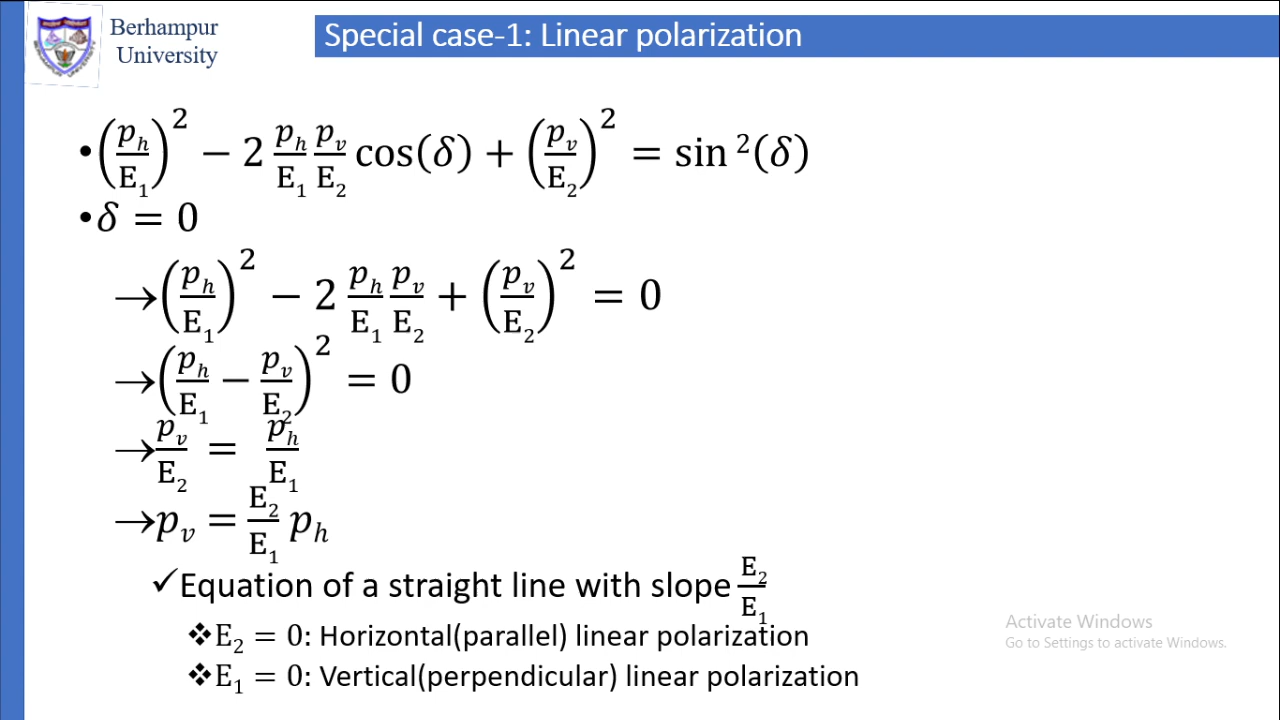 Berhampur
University
Special case-1: Linear polarization
•(p_h/E_1)^2 − 2 p_h/E_1 p_v/E_2 cos(δ) + (p_v/E_2)^2 = sin ^2(δ)
•δ = 0
→(p_h/E_1)^2 − 2 p_h/E_1 p_v/E_2 + (p_v/E_2)^2 = 0
→(p_h/E_1 − p_v/E_2)^2 = 0
→p_v/E_2 = p_h/E_1
→p_v = E_2/E_1 p_h
✓Equation of a straight line with slope E_2/E_1
❖E_2 = 0: Horizontal(parallel) linear polarization
❖E_1 = 0: Vertical(perpendicular) linear polarization
Activate Windows
Go to Settings to activate Windows.